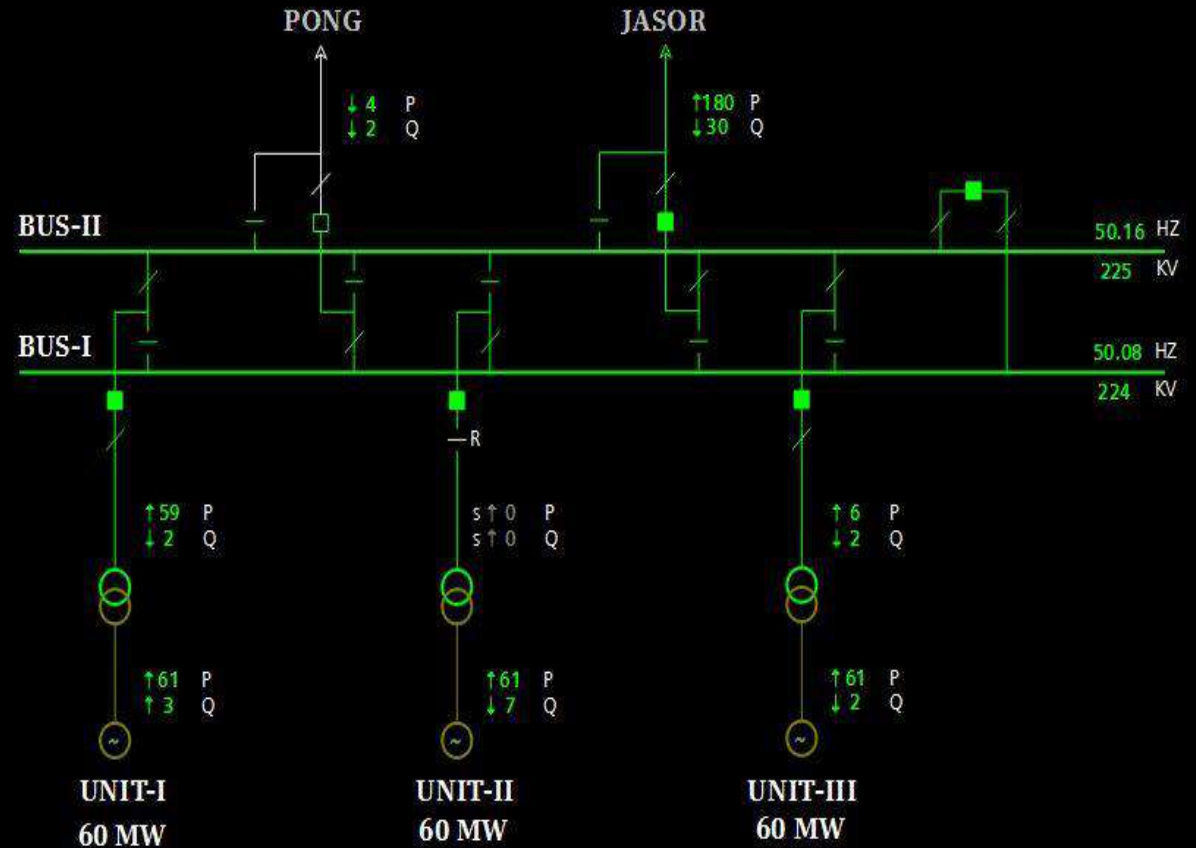 PONG
JASOR
↓ 4 P
↓ 2 Q
↑180 P
↓30 Q
BUS-II
50.16 HZ
225 KV
BUS-I
50.08 HZ
224 KV
R
↑59 P
↓ 2 Q
s↑ 0 P
s↑ 0 Q
↑ 6 P
↓ 2 Q
↑61 P
↑ 3 Q
↑61 P
↓ 7 Q
↑61 P
↓ 2 Q
~
~
~
UNIT-I
60 MW
UNIT-II
60 MW
UNIT-III
60 MW